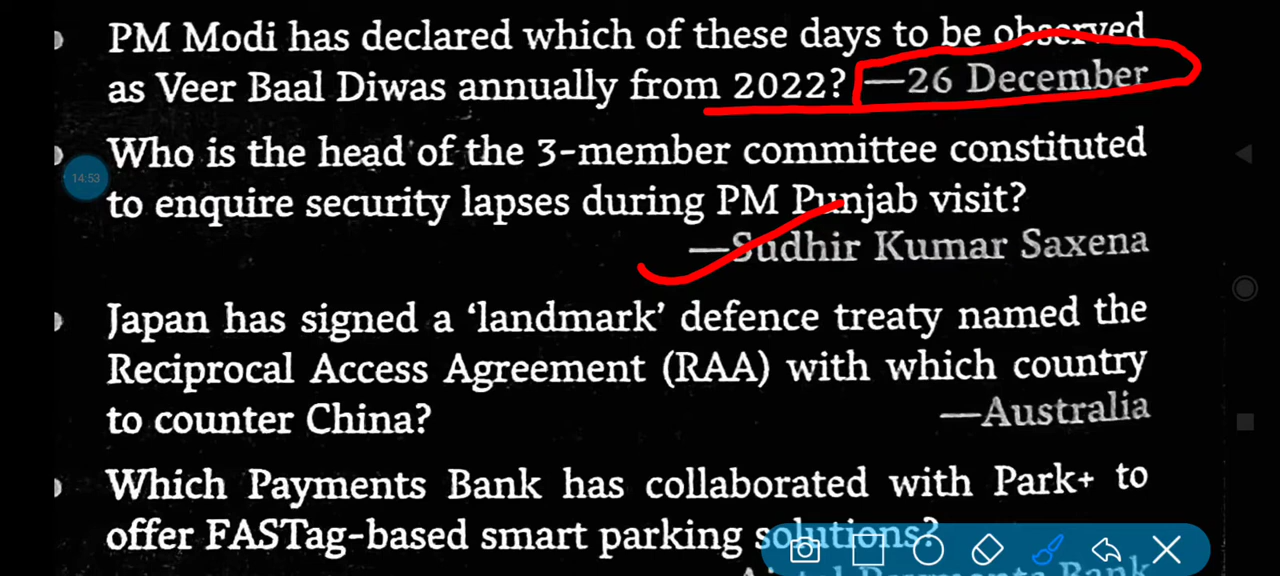 PM Modi has declared which of these days to be observed
as Veer Baal Diwas annually from 2022? —26 December
Who is the head of the 3-member committee constituted
14:53
to enquire security lapses during PM Punjab visit?
—Sudhir Kumar Saxena
Japan has signed a ‘landmark’ defence treaty named the
Reciprocal Access Agreement (RAA) with which country
to counter China? —Australia
Which Payments Bank has collaborated with Park+ to
offer FASTag-based smart parking solutions?
Payments Bank